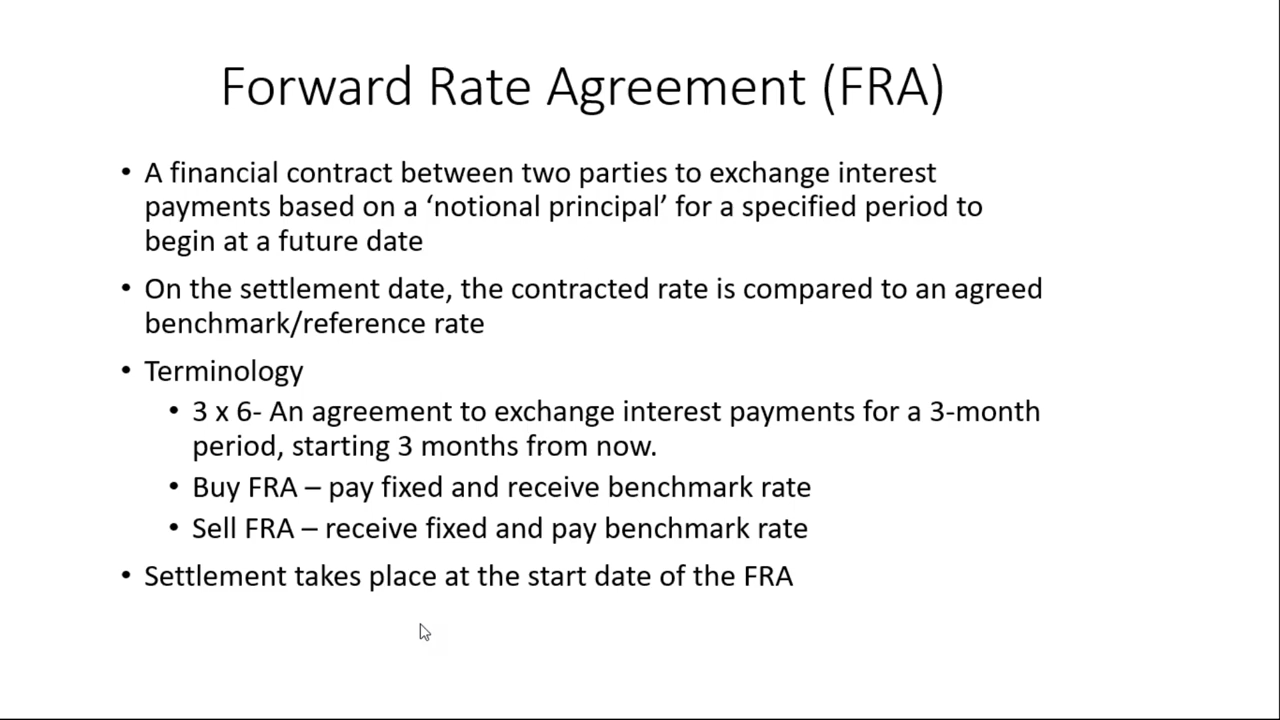 Forward Rate Agreement (FRA)
• A financial contract between two parties to exchange interest
payments based on a ‘notional principal’ for a specified period to
begin at a future date
• On the settlement date, the contracted rate is compared to an agreed
benchmark/reference rate
• Terminology
• 3 x 6- An agreement to exchange interest payments for a 3-month
period, starting 3 months from now.
• Buy FRA – pay fixed and receive benchmark rate
• Sell FRA – receive fixed and pay benchmark rate
• Settlement takes place at the start date of the FRA